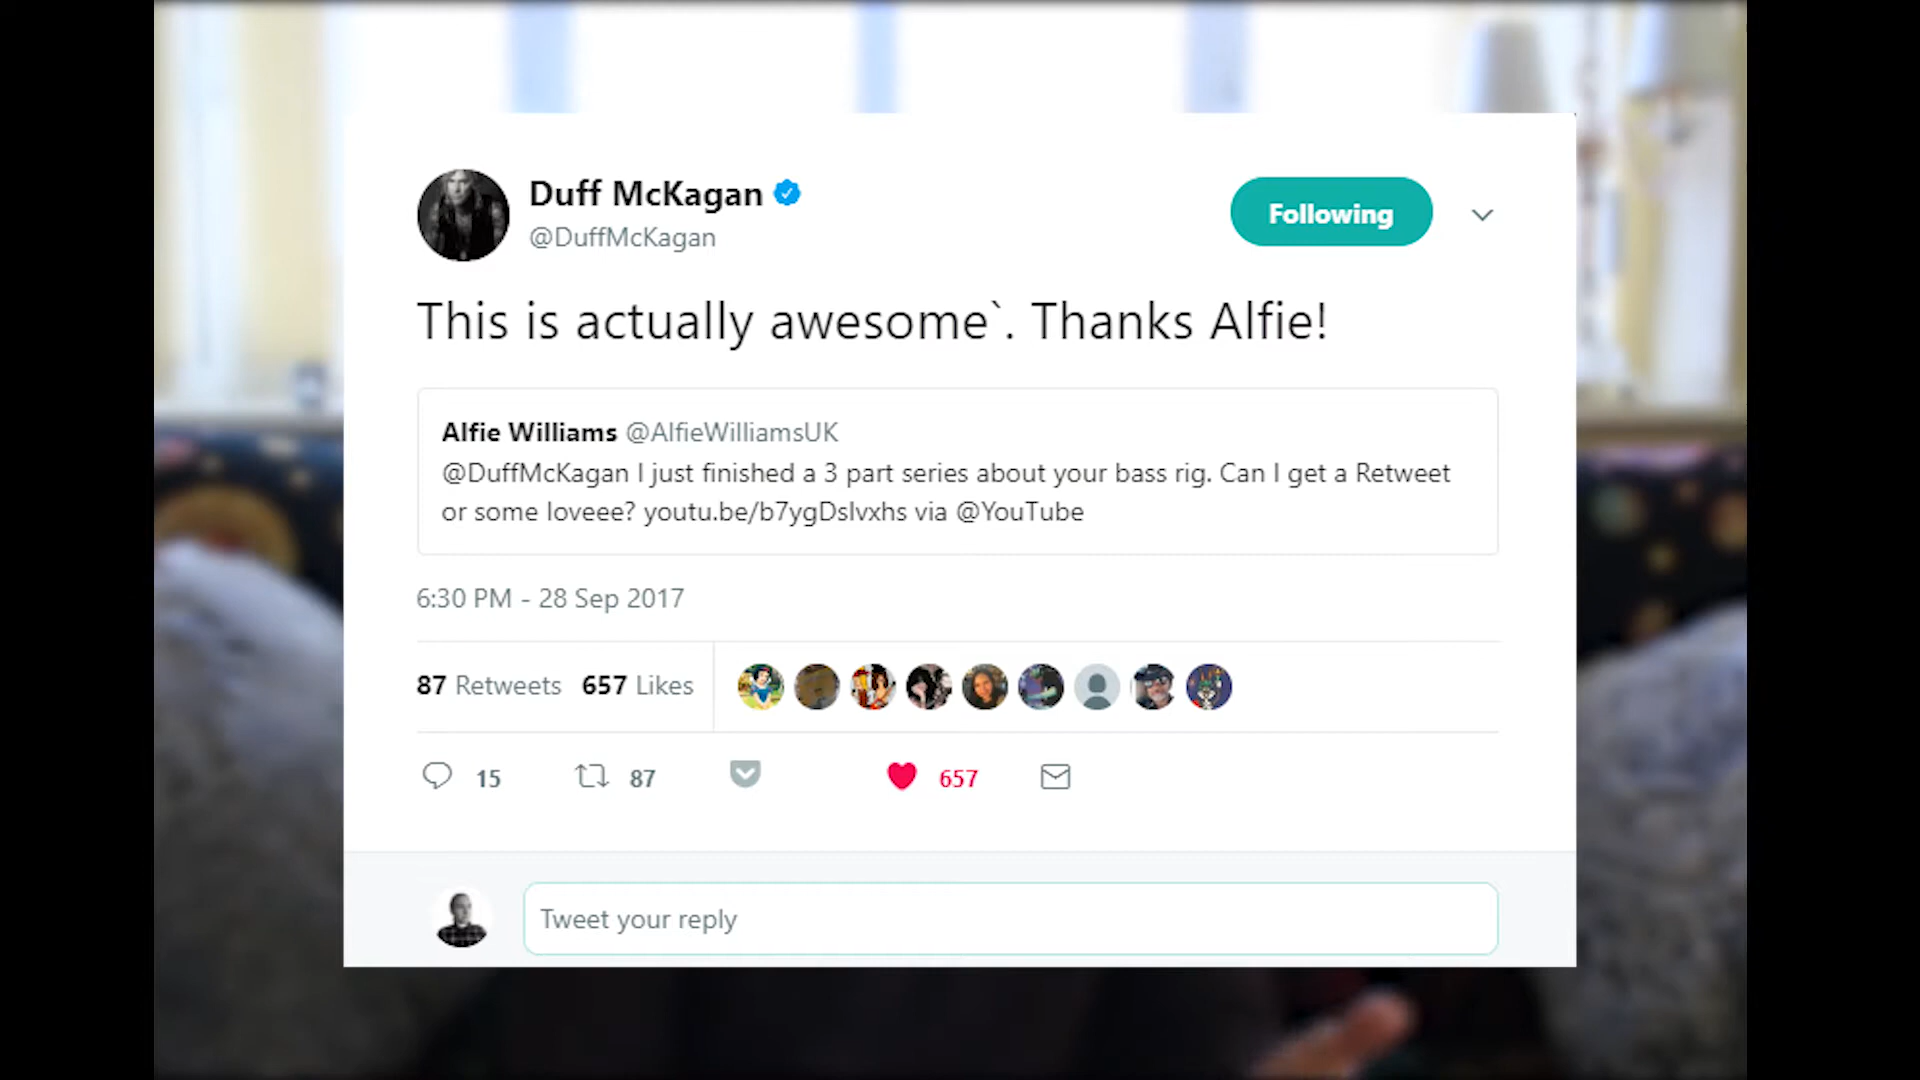 Duff McKagan
@DuffMcKagan
Following
This is actually awesome`. Thanks Alfie!
Alfie Williams @AlfieWilliamsUK
@DuffMcKagan I just finished a 3 part series about your bass rig. Can I get a Retweet
or some loveee? youtu.be/b7ygDslvxhs via @YouTube
6:30 PM - 28 Sep 2017
87 Retweets 657 Likes
15 87 657
Tweet your reply